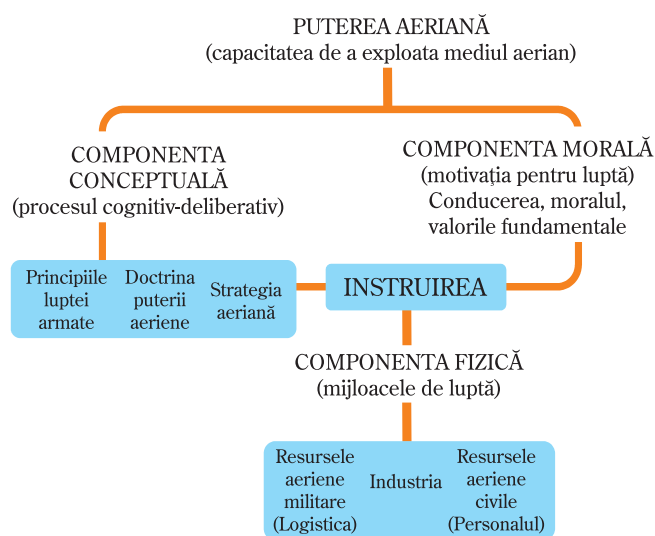 PUTEREA AERIANĂ
(capacitatea de a exploata mediul aerian)
COMPONENTA
CONCEPTUALĂ
(procesul cognitiv-deliberativ)
COMPONENTA MORALĂ
(motivația pentru luptă)
Conducerea, moralul,
valorile fundamentale
Principiile
luptei
armate
Doctrina
puterii
aeriene
Strategia
aeriană
INSTRUIREA
COMPONENTA FIZICĂ
(mijloacele de luptă)
Resursele
aeriene
militare
(Logistica)
Industria
Resursele
aeriene
civile
(Personalul)